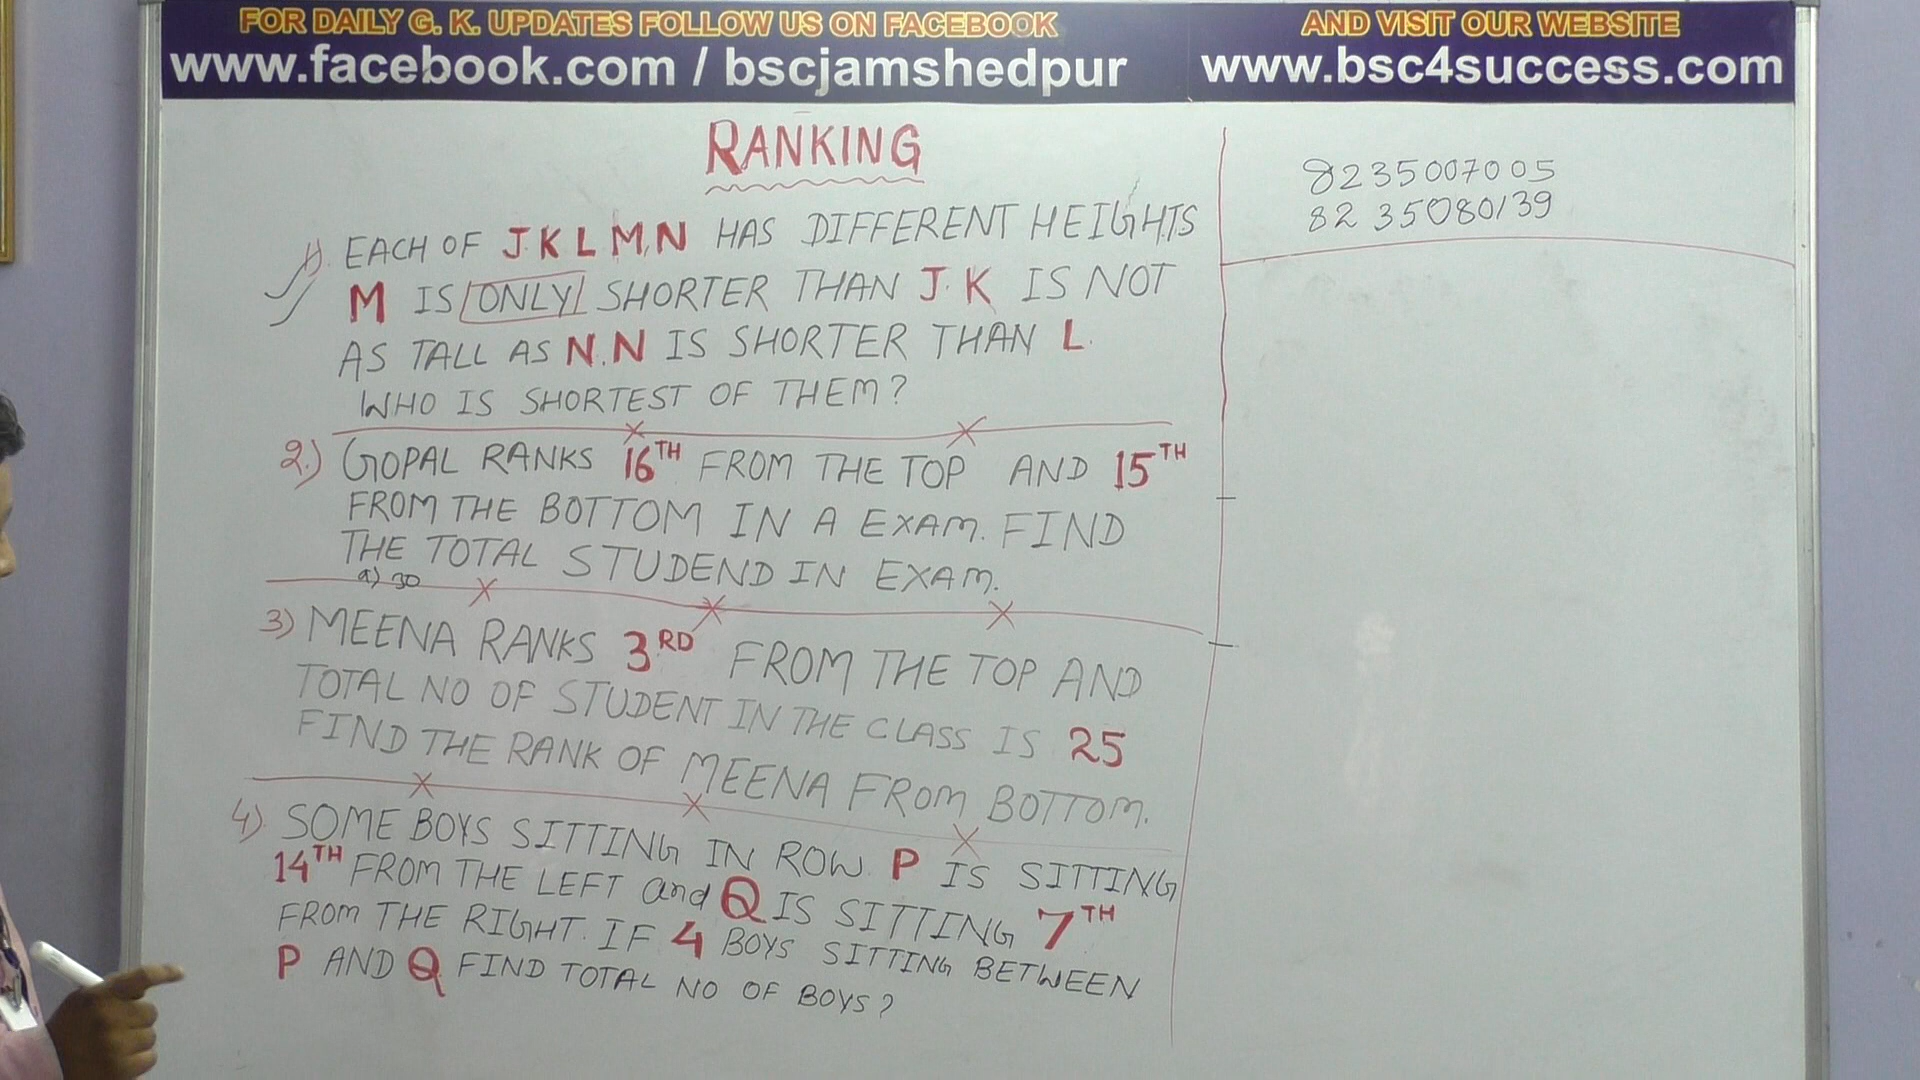 FOR DAILY G. K. UPDATES FOLLOW US ON FACEBOOK
www.facebook.com / bscjamshedpur
AND VISIT OUR WEBSITE
www.bsc4success.com
RANKING
1) EACH OF J K L M, N HAS DIFFERENT HEIGHTS
M IS ONLY SHORTER THAN J. K IS NOT
AS TALL AS N. N IS SHORTER THAN L.
WHO IS SHORTEST OF THEM?
2.) GOPAL RANKS 16TH FROM THE TOP AND 15TH
FROM THE BOTTOM IN A EXAM. FIND
THE TOTAL STUDEND IN EXAM.
a) 30
3) MEENA RANKS 3RD FROM THE TOP AND
TOTAL NO OF STUDENT IN THE CLASS IS 25
FIND THE RANK OF MEENA FROM BOTTOM.
4) SOME BOYS SITTING IN ROW. P IS SITTING
14TH FROM THE LEFT and Q IS SITTING 7TH
FROM THE RIGHT. IF 4 BOYS SITTING BETWEEN
P AND Q FIND TOTAL NO OF BOYS?
8235007005
8235080139